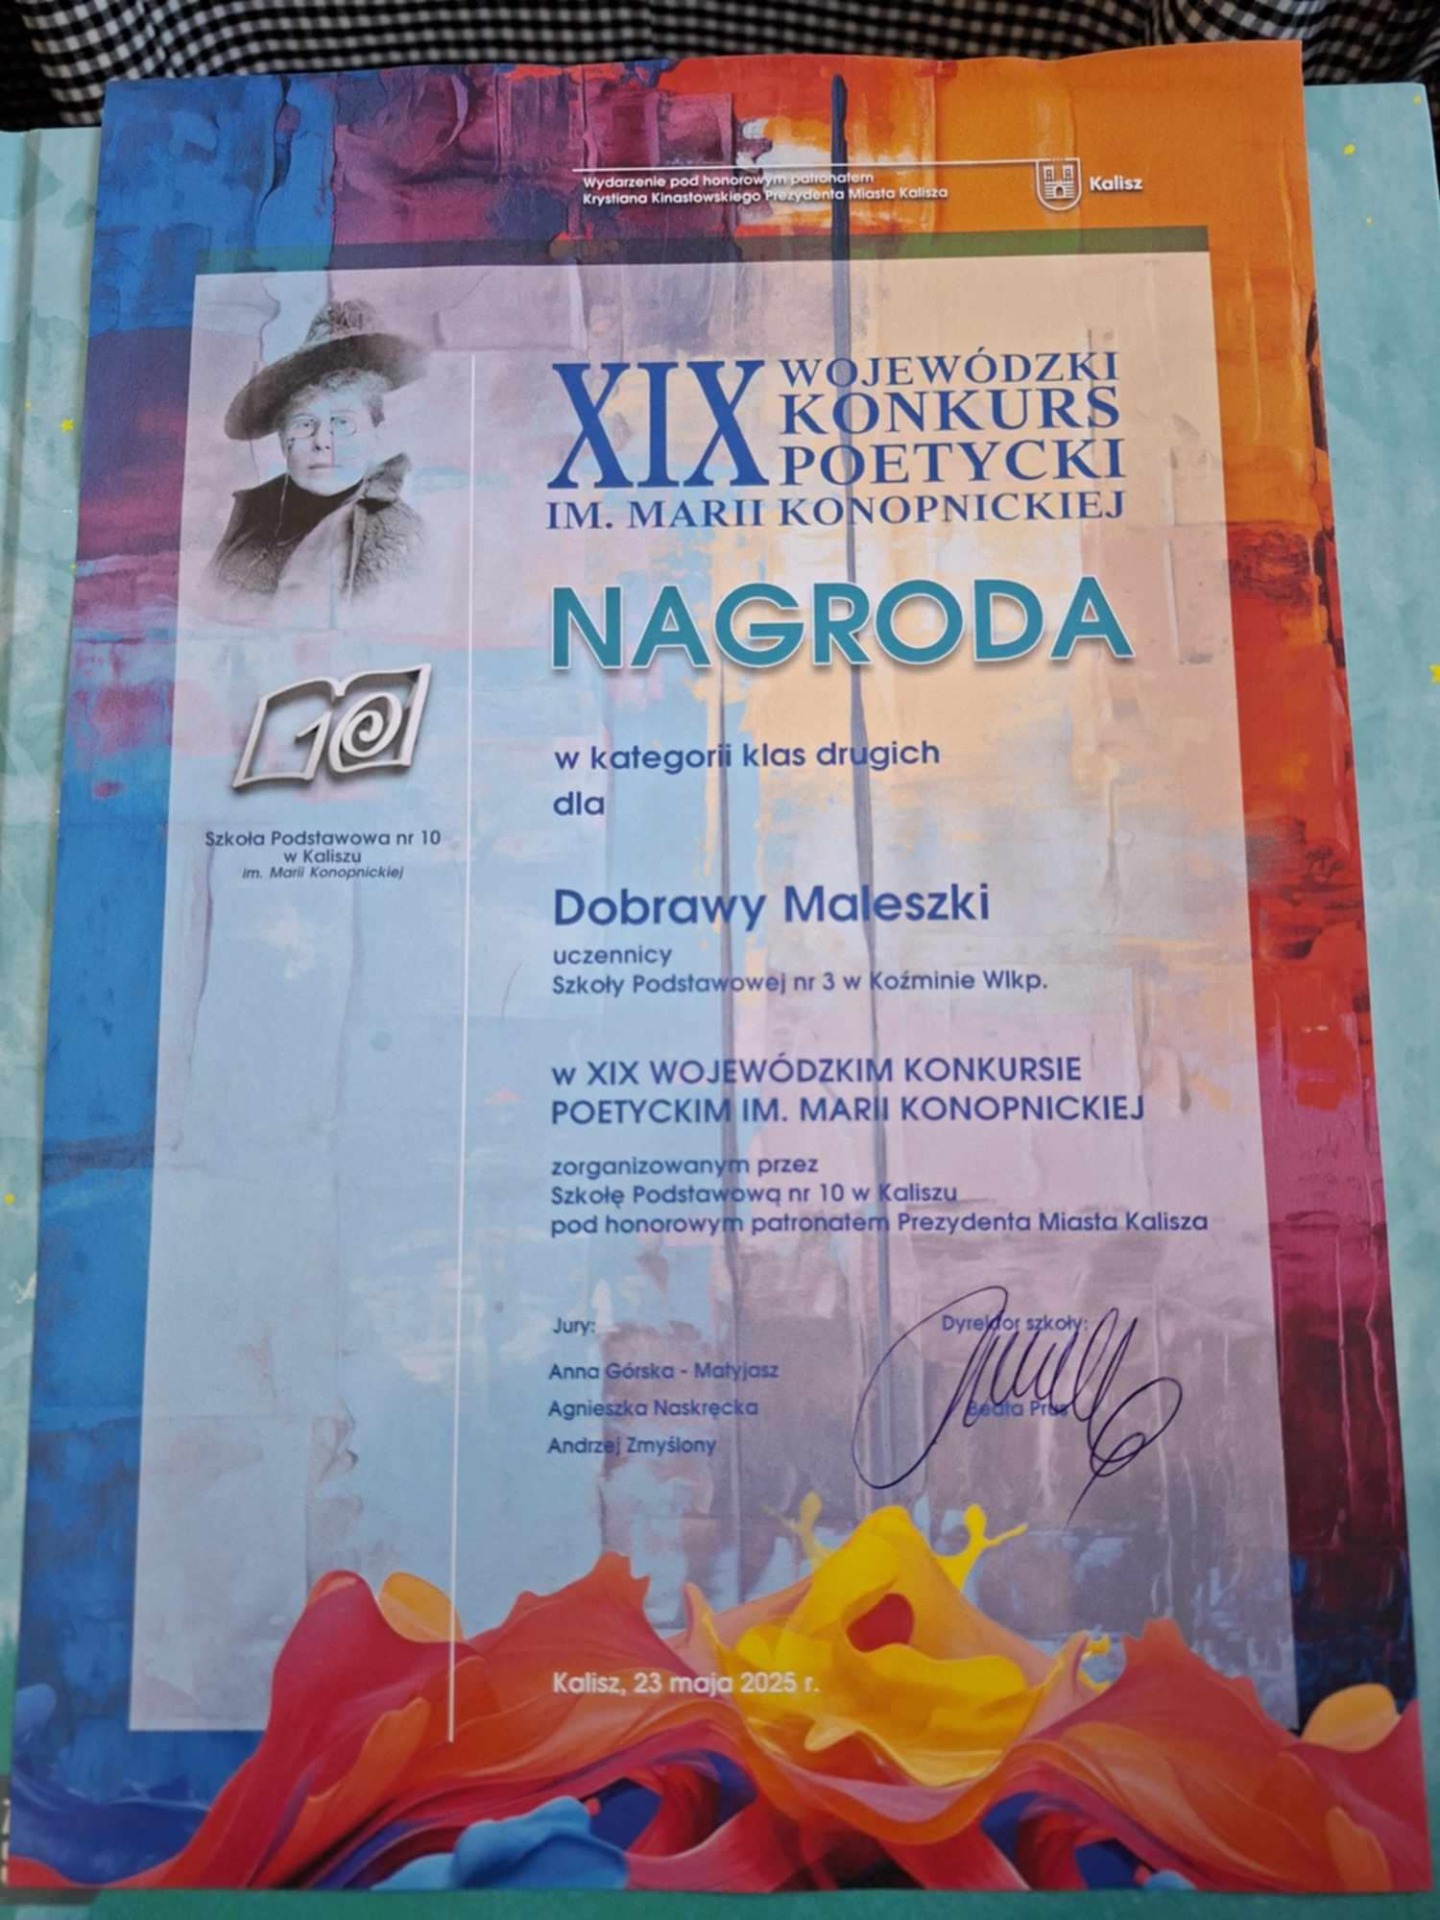 Wydarzenie pod honorowym patronatem
Krystiana Kinastowskiego Prezydenta Miasta Kalisza
Kalisz
XIX WOJEWÓDZKI
KONKURS
POETYCKI
IM. MARII KONOPNICKIEJ
NAGRODA
w kategorii klas drugich
dla
10
Szkoła Podstawowa nr 10
w Kaliszu
im. Marii Konopnickiej
Dobrawy Maleszki
uczennicy
Szkoły Podstawowej nr 3 w Koźminie Wlkp.
w XIX WOJEWÓDZKIM KONKURSIE
POETYCKIM IM. MARII KONOPNICKIEJ
zorganizowanym przez
Szkołę Podstawową nr 10 w Kaliszu
pod honorowym patronatem Prezydenta Miasta Kalisza
Jury:
Anna Górska - Matyjasz
Agnieszka Naskręcka
Andrzej Zmyślony
Dyrektor szkoły:
Beata Prus
Kalisz, 23 maja 2025 r.